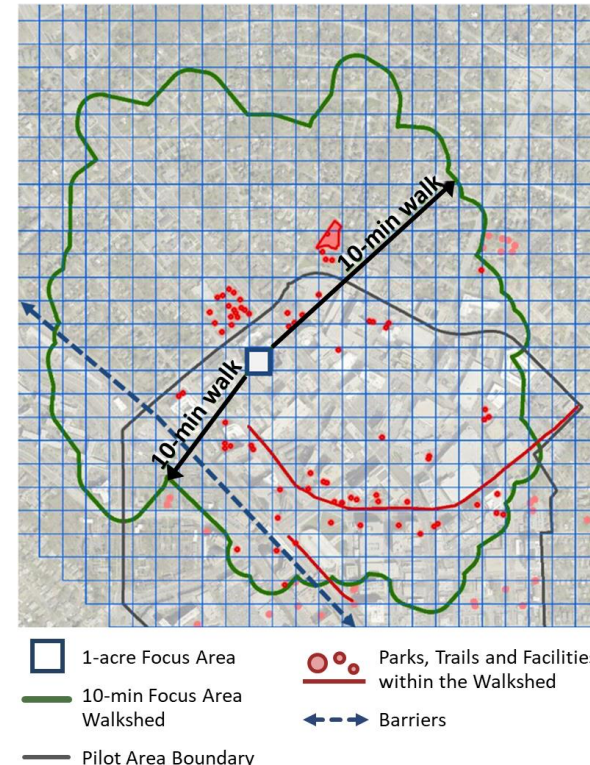 10-min walk
10-min walk
1-acre Focus Area
10-min Focus Area
Walkshed
Pilot Area Boundary
Parks, Trails and Facilities
within the Walkshed
Barriers